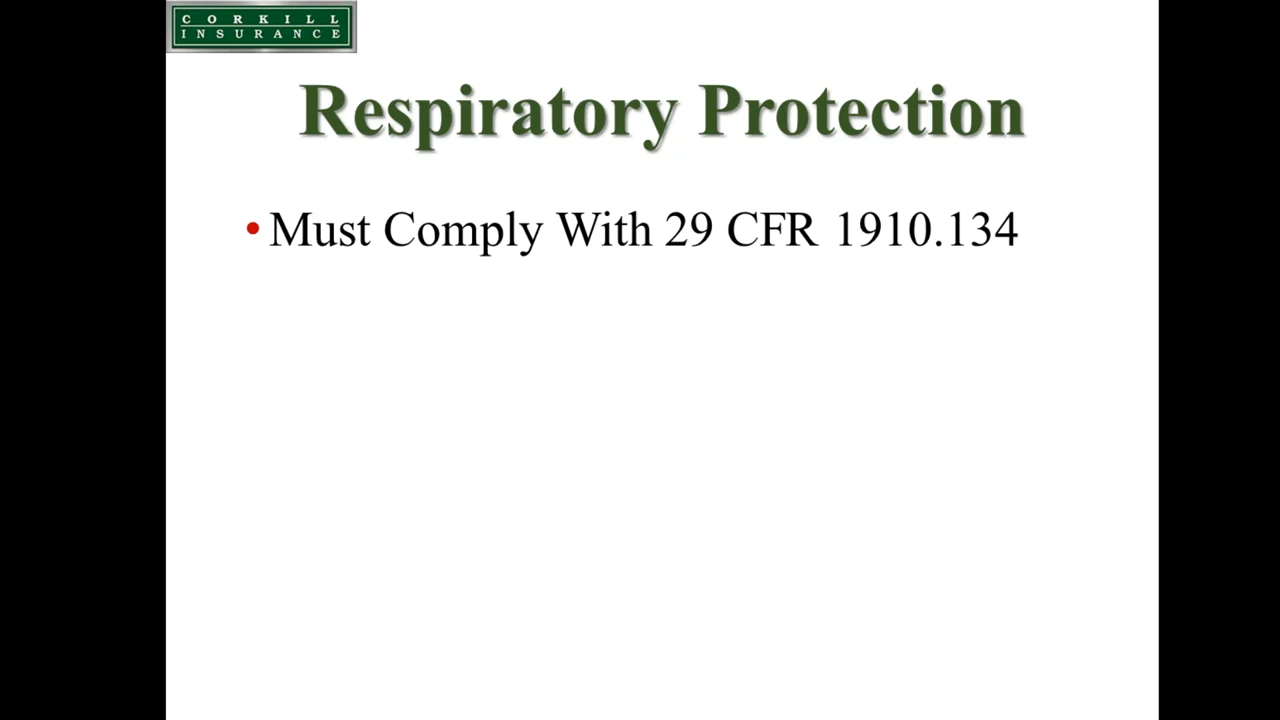 CORKILL
INSURANCE
Respiratory Protection
• Must Comply With 29 CFR 1910.134